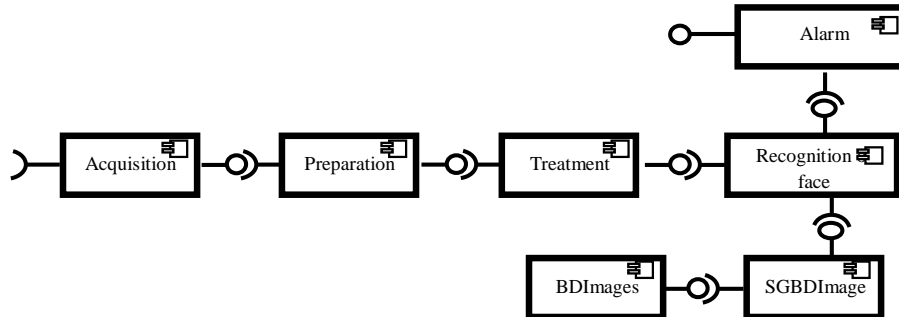 Alarm
Acquisition
Preparation
Treatment
Recognition
face
BDImages
SGBDImage